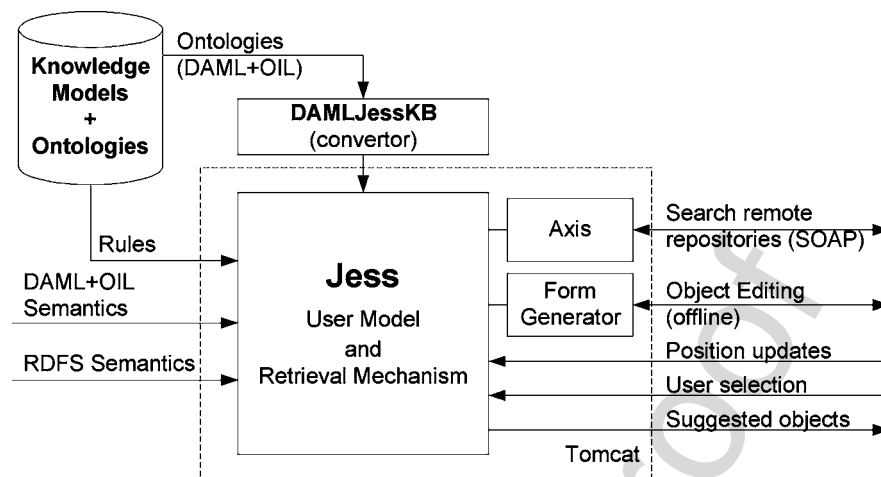 Knowledge
Models
+
Ontologies
Ontologies
(DAML+OIL)
DAMLJessKB
(convertor)
Rules
DAML+OIL
Semantics
RDFS Semantics
Jess
User Model
and
Retrieval Mechanism
Axis
Form
Generator
Search remote
repositories (SOAP)
Object Editing
(offline)
Position updates
User selection
Suggested objects
Tomcat
roof